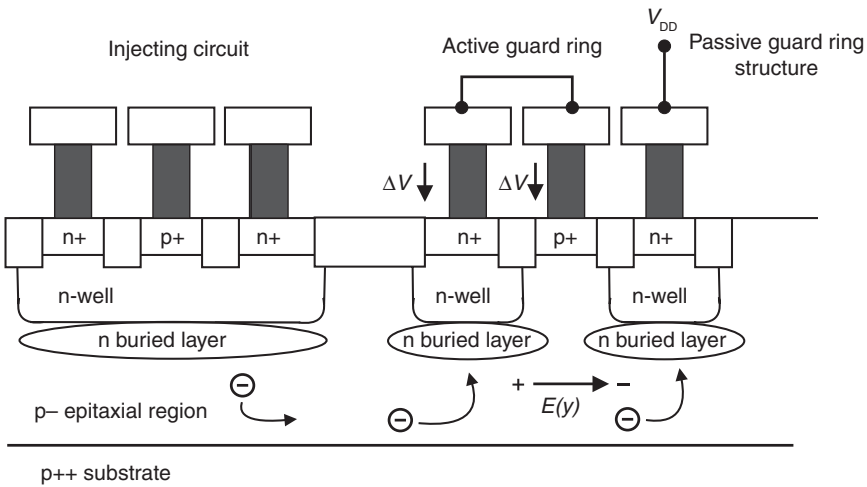 V_DD
Injecting circuit
Active guard ring
Passive guard ring
structure
ΔV
ΔV
n+
p+
n+
n+
p+
n+
n-well
n-well
n-well
n buried layer
n buried layer
n buried layer
−
+
−
p– epitaxial region
−
E(y)
−
p++ substrate